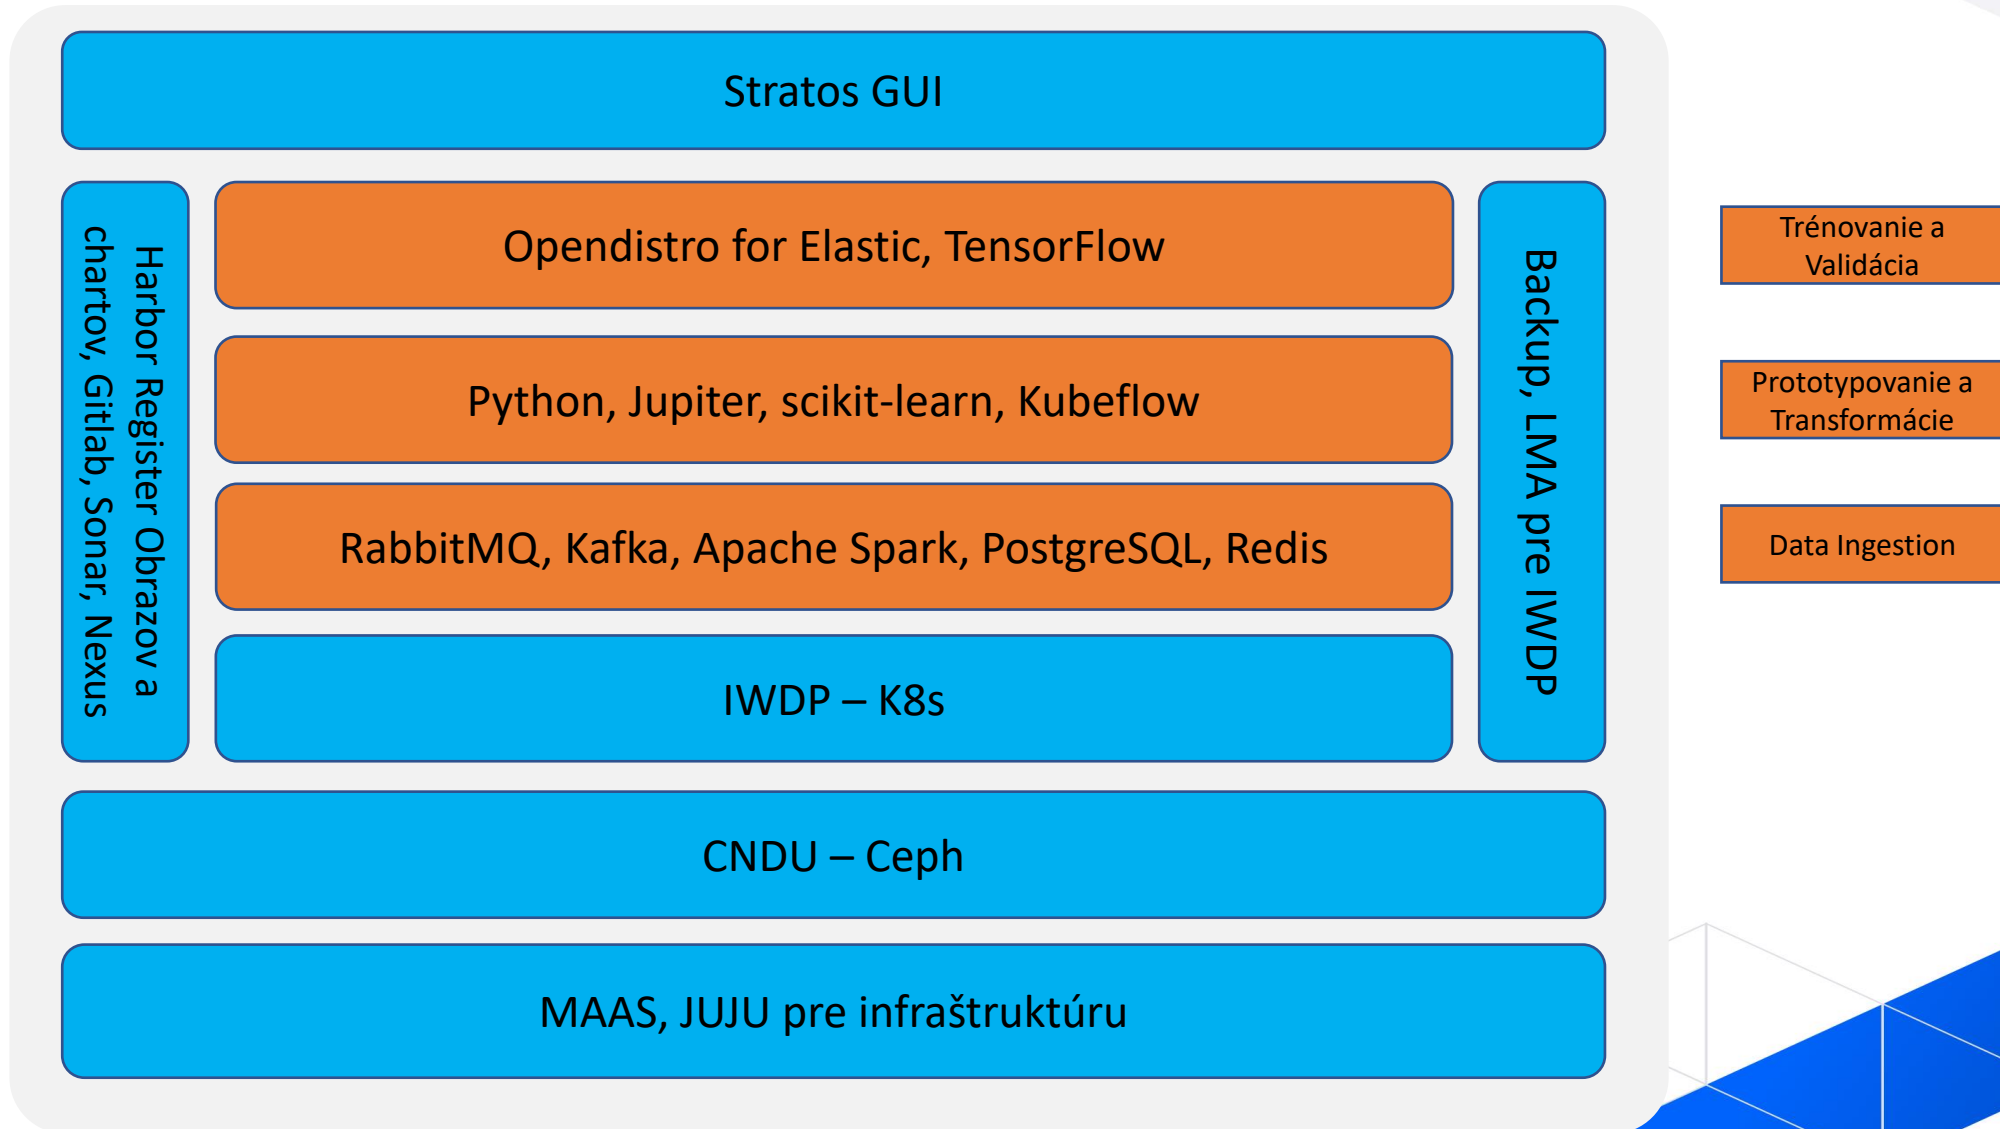 Stratos GUI
Harbor Register Obrazov a
chartov, Gitlab, Sonar, Nexus
Opendistro for Elastic, TensorFlow
Python, Jupiter, scikit-learn, Kubeflow
RabbitMQ, Kafka, Apache Spark, PostgreSQL, Redis
IWDP – K8s
Backup, LMA pre IWDP
CNDU – Ceph
MAAS, JUJU pre infraštruktúru
Trénovanie a
Validácia
Prototypovanie a
Transformácie
Data Ingestion